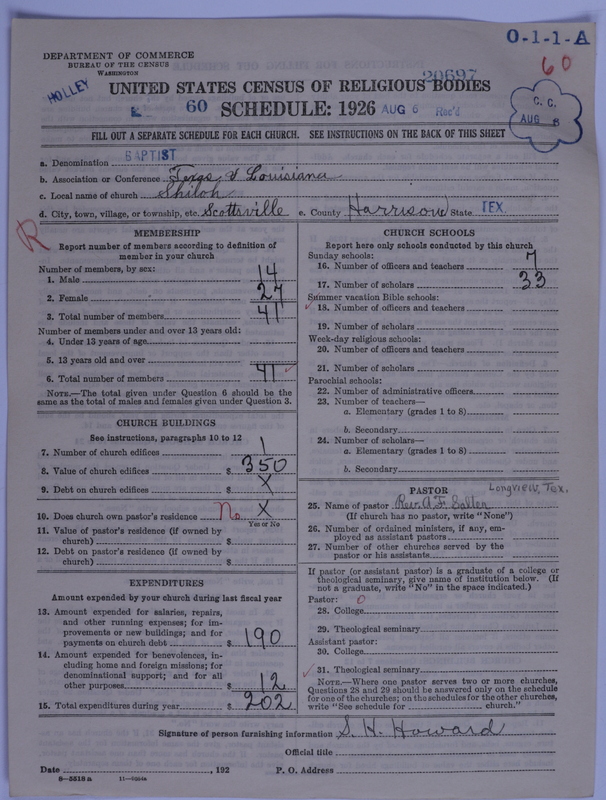 O-1-1-A
60
DEPARTMENT OF COMMERCE
BUREAU OF THE CENSUS
WASHINGTON
HOLLEY
20697
UNITED STATES CENSUS OF RELIGIOUS BODIES
60 SCHEDULE: 1926 AUG 6 Rec'd
C. C.
AUG 6
FILL OUT A SEPARATE SCHEDULE FOR EACH CHURCH. SEE INSTRUCTIONS ON THE BACK OF THIS SHEET
a. Denomination BAPTIST
b. Association or Conference Texas & Louisiana
c. Local name of church Shiloh
d. City, town, village, or township, etc. Scottsville e. County Harrison State TEX.
R
MEMBERSHIP
Report number of members according to definition of
member in your church
Number of members, by sex:
1. Male 14
2. Female 27
3. Total number of members 41
Number of members under and over 13 years old:
4. Under 13 years of age
5. 13 years old and over
6. Total number of members 41
NOTE.—The total given under Question 6 should be the
same as the total of males and females given under Question 3.
CHURCH BUILDINGS
See instructions, paragraphs 10 to 12
7. Number of church edifices 1
8. Value of church edifices $ 350
9. Debt on church edifices $ X
10. Does church own pastor's residence No X
Yes or No
11. Value of pastor's residence (if owned by
church) $
12. Debt on pastor's residence (if owned by
church) $
EXPENDITURES
Amount expended by your church during last fiscal year
13. Amount expended for salaries, repairs,
and other running expenses; for im-
provements or new buildings; and for
payments on church debt $ 190
14. Amount expended for benevolences, in-
cluding home and foreign missions; for
denominational support; and for all
other purposes $ 12
15. Total expenditures during year $ 202
CHURCH SCHOOLS
Report here only schools conducted by this church
Sunday schools:
16. Number of officers and teachers 7
17. Number of scholars 33
Summer vacation Bible schools:
18. Number of officers and teachers
19. Number of scholars
Week-day religious schools:
20. Number of officers and teachers
21. Number of scholars
Parochial schools:
22. Number of administrative officers
23. Number of teachers—
a. Elementary (grades 1 to 8)
b. Secondary
24. Number of scholars—
a. Elementary (grades 1 to 8)
b. Secondary
PASTOR Longview, Tex.
25. Name of pastor Rev. A. F.
(If church has no pastor, write "None")
26. Number of ordained ministers, if any, em-
ployed as assistant pastors
27. Number of other churches served by the
pastor or his assistants
If pastor (or assistant pastor) is a graduate of a college or
theological seminary, give name of institution below. (If
not a graduate, write "No" in the space indicated.)
Pastor: 0
28. College
29. Theological seminary
Assistant pastor:
30. College
31. Theological seminary
NOTE.—Where one pastor serves two or more churches,
Questions 28 and 29 should be answered only on the schedule
for one of the churches; on the schedules for the other churches,
write "See schedule for church."
Signature of person furnishing information S. H. Howard
Official title
Date , 192 P. O. Address
8—5518 a